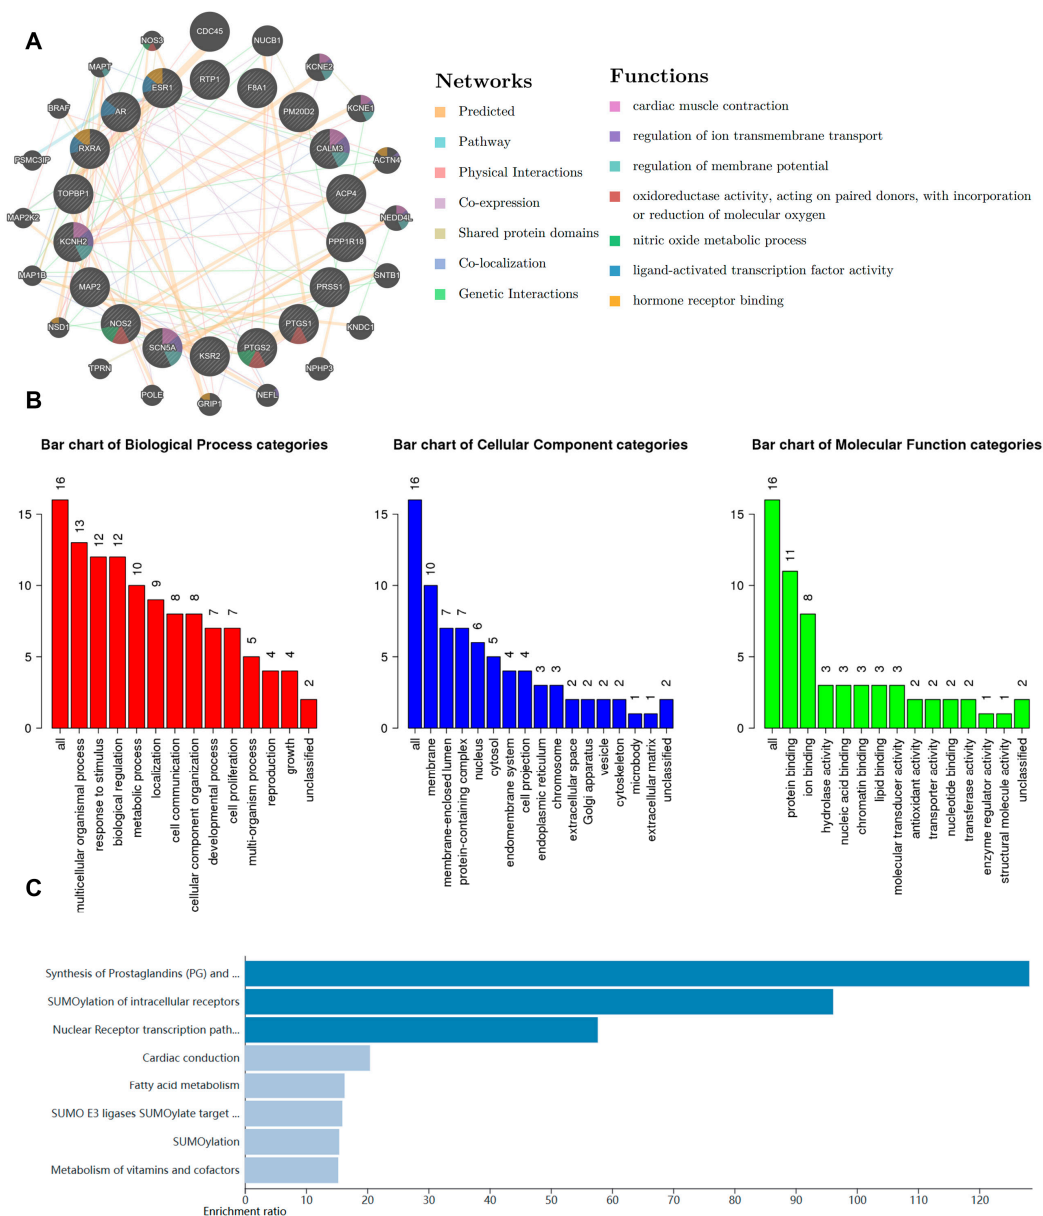 A
CDC45
NUCB1
KCNE2
KCNE1
ACTN4
NEDD4L
SNTB1
KNDC1
NPHP3
NEFL
GRIP1
POLE
TPRN
NSD1
MAP1B
MAP2K2
PSMC3IP
BRAF
MAPT
NOS3
RTP1
F8A1
PM20D2
CALM3
ACP4
PPP1R18
PRSS1
PTGS1
PTGS2
KSR2
SCN5A
NOS2
MAP2
KCNH2
TOPBP1
RXRA
AR
ESR1
Networks
Predicted
Pathway
Physical Interactions
Co-expression
Shared protein domains
Co-localization
Genetic Interactions
Functions
cardiac muscle contraction
regulation of ion transmembrane transport
regulation of membrane potential
oxidoreductase activity, acting on paired donors, with incorporation
or reduction of molecular oxygen
nitric oxide metabolic process
ligand-activated transcription factor activity
hormone receptor binding
B
Bar chart of Biological Process categories
15
10
5
0
16
13
12
12
10
9
8
8
7
7
5
4
4
2
all
multicellular organismal process
response to stimulus
biological regulation
metabolic process
localization
cell communication
cellular component organization
developmental process
cell proliferation
multi-organism process
reproduction
growth
unclassified
Bar chart of Cellular Component categories
15
10
5
0
16
10
7
7
6
5
4
4
3
3
2
2
2
2
1
1
2
all
membrane
membrane-enclosed lumen
protein-containing complex
nucleus
cytosol
endomembrane system
cell projection
endoplasmic reticulum
chromosome
extracellular space
Golgi apparatus
vesicle
cytoskeleton
microbody
extracellular matrix
unclassified
Bar chart of Molecular Function categories
15
10
5
0
16
11
8
3
3
3
3
3
2
2
2
2
1
1
2
all
protein binding
ion binding
hydrolase activity
nucleic acid binding
chromatin binding
lipid binding
molecular transducer activity
antioxidant activity
transporter activity
nucleotide binding
transferase activity
enzyme regulator activity
structural molecule activity
unclassified
C
Synthesis of Prostaglandins (PG) and ...
SUMOylation of intracellular receptors
Nuclear Receptor transcription path...
Cardiac conduction
Fatty acid metabolism
SUMO E3 ligases SUMOylate target ...
SUMOylation
Metabolism of vitamins and cofactors
0 10 20 30 40 50 60 70 80 90 100 110 120
Enrichment ratio